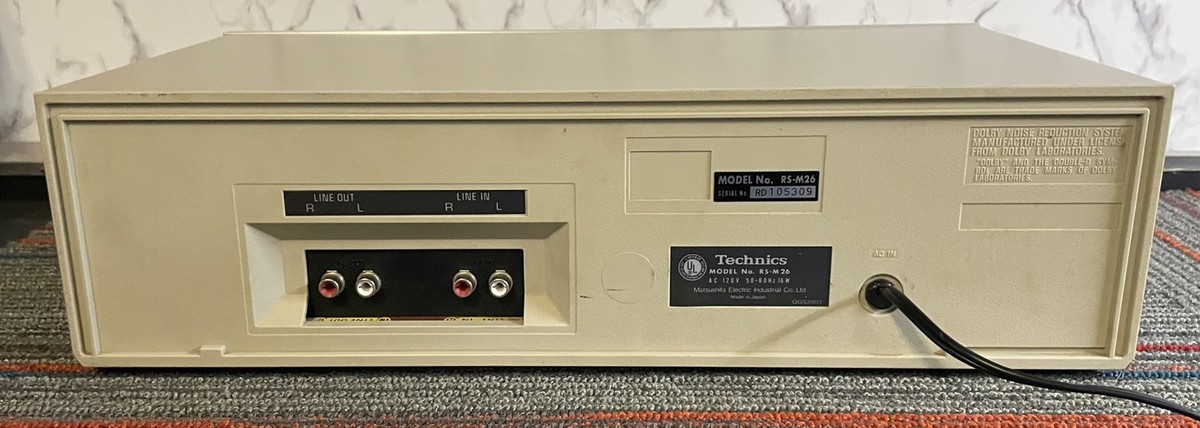 LINE OUT LINE IN
R L R L
MODEL No. RS-M26
SERIAL No. RD105309
DOLBY NOISE REDUCTION SYSTEM
MANUFACTURED UNDER LICENSE
FROM DOLBY LABORATORIES.
"DOLBY" AND THE DOUBLE-D SYM-
BOL ARE TRADE MARKS OF DOLBY
LABORATORIES.
UL
Technics
MODEL No. RS-M26
AC 120V 50-60Hz 16W
Matsushita Electric Industrial Co., Ltd.
Made in Japan
QGS2903
AC IN